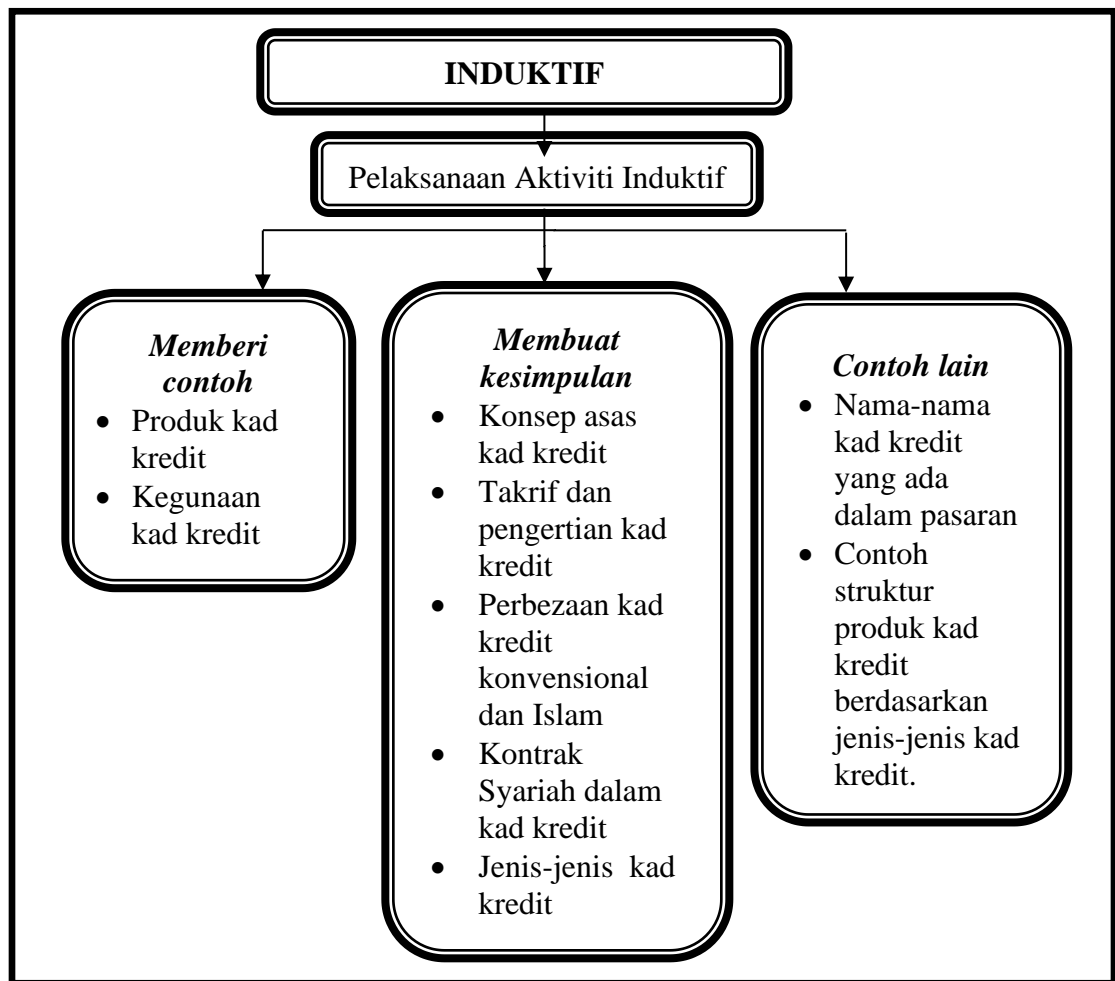 INDUKTIF
Pelaksanaan Aktiviti Induktif
Memberi
contoh
• Produk kad
kredit
• Kegunaan
kad kredit
Membuat
kesimpulan
• Konsep asas
kad kredit
• Takrif dan
pengertian kad
kredit
• Perbezaan kad
kredit
konvensional
dan Islam
• Kontrak
Syariah dalam
kad kredit
• Jenis-jenis kad
kredit
Contoh lain
• Nama-nama
kad kredit
yang ada
dalam pasaran
• Contoh
struktur
produk kad
kredit
berdasarkan
jenis-jenis kad
kredit.